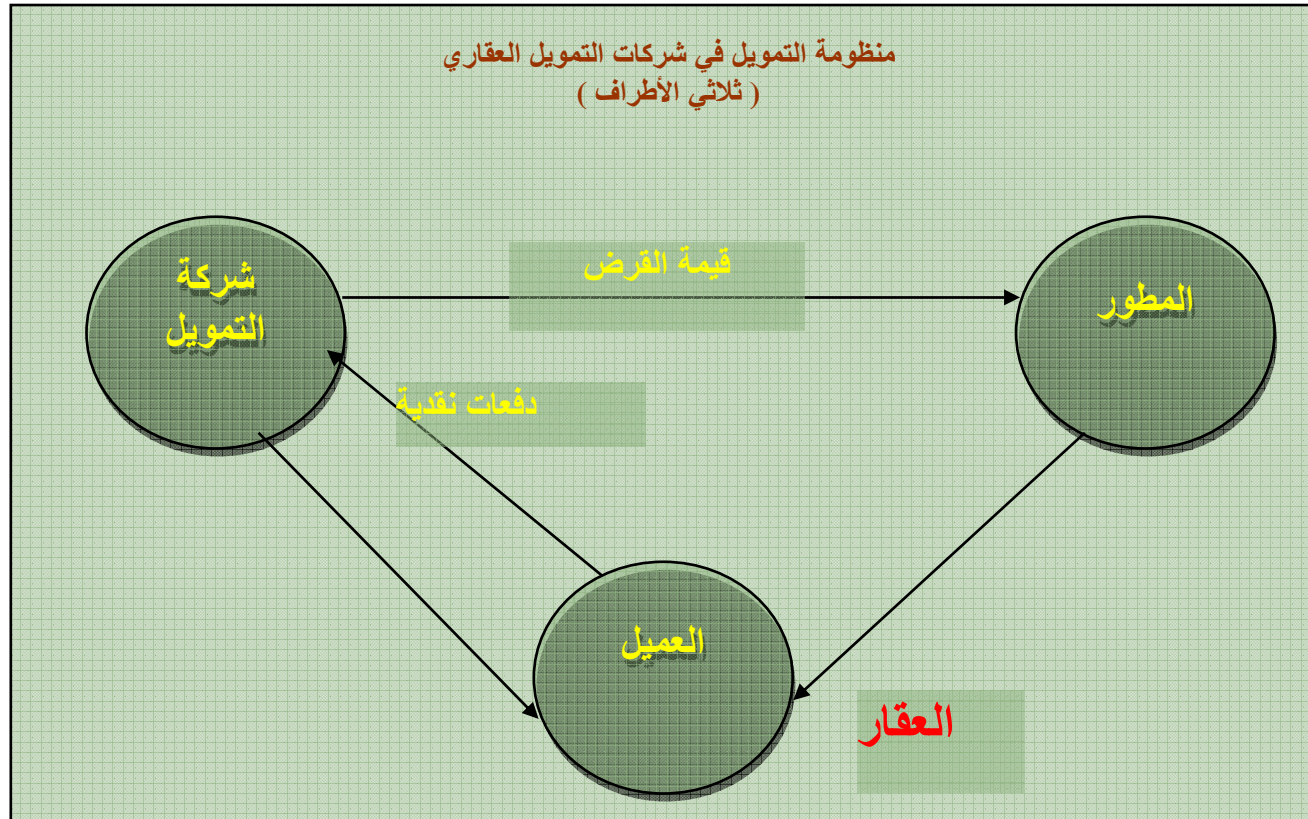 منظومة التمويل في شركات التمويل العقاري
( ثلاثي الأطراف )
قيمة القرض
المطور
شركة
التمويل
دفعات نقدية
العميل
العقار